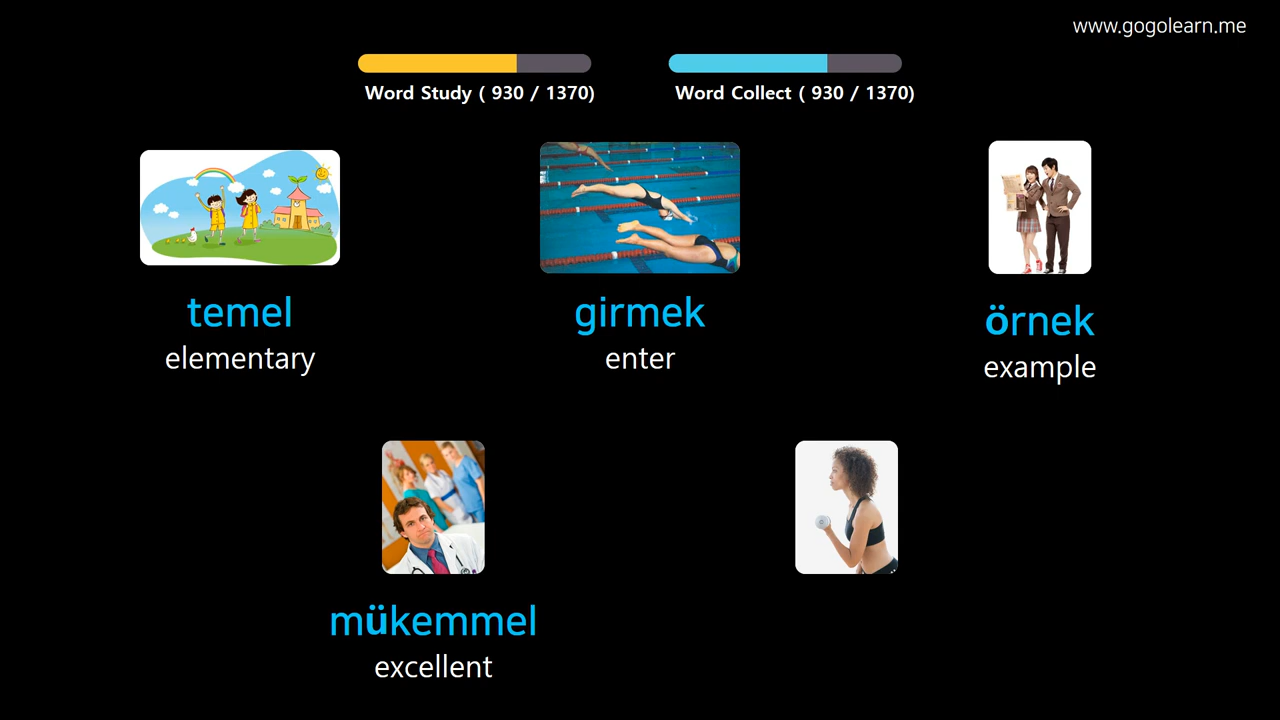 www.gogolearn.me
Word Study ( 930 / 1370)
Word Collect ( 930 / 1370)
temel
elementary
girmek
enter
örnek
example
mükemmel
excellent